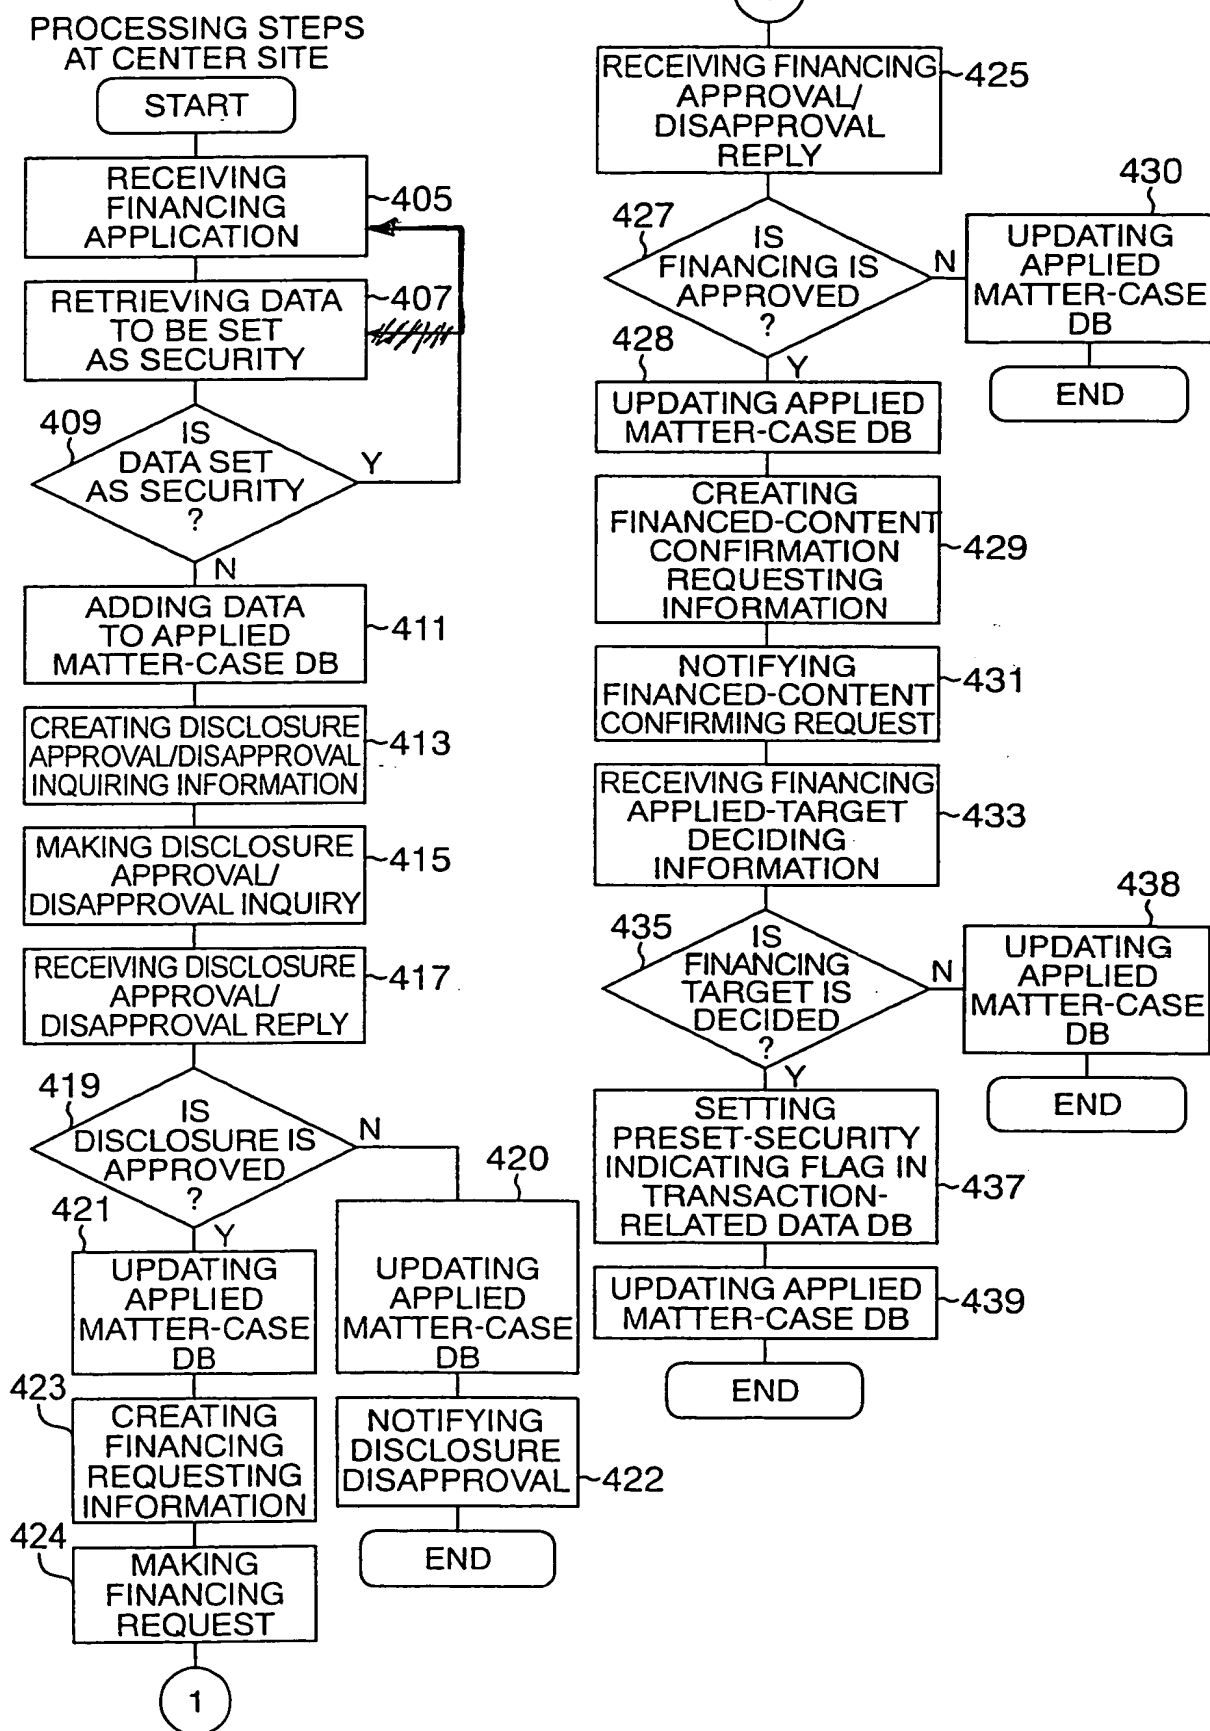 PROCESSING STEPS
AT CENTER SITE
START
RECEIVING
FINANCING
APPLICATION
405
RETRIEVING DATA
TO BE SET
AS SECURITY
407
409
IS
DATA SET
AS SECURITY
?
Y
N
ADDING DATA
TO APPLIED
MATTER-CASE DB
411
CREATING DISCLOSURE
APPROVAL/DISAPPROVAL
INQUIRING INFORMATION
413
MAKING DISCLOSURE
APPROVAL/
DISAPPROVAL INQUIRY
415
RECEIVING DISCLOSURE
APPROVAL/
DISAPPROVAL REPLY
417
419
IS
DISCLOSURE IS
APPROVED
?
N
Y
420
UPDATING
APPLIED
MATTER-CASE
DB
NOTIFYING
DISCLOSURE
DISAPPROVAL
422
END
421
UPDATING
APPLIED
MATTER-CASE
DB
423
CREATING
FINANCING
REQUESTING
INFORMATION
424
MAKING
FINANCING
REQUEST
1
RECEIVING FINANCING
APPROVAL/
DISAPPROVAL
REPLY
425
427
IS
FINANCING IS
APPROVED
?
N
Y
430
UPDATING
APPLIED
MATTER-CASE
DB
END
428
UPDATING APPLIED
MATTER-CASE DB
CREATING
FINANCED-CONTENT
CONFIRMATION
REQUESTING
INFORMATION
429
NOTIFYING
FINANCED-CONTENT
CONFIRMING REQUEST
431
RECEIVING FINANCING
APPLIED-TARGET
DECIDING
INFORMATION
433
435
IS
FINANCING
TARGET IS
DECIDED
?
N
Y
438
UPDATING
APPLIED
MATTER-CASE
DB
END
SETTING
PRESET-SECURITY
INDICATING FLAG IN
TRANSACTION-
RELATED DATA DB
437
UPDATING APPLIED
MATTER-CASE DB
439
END